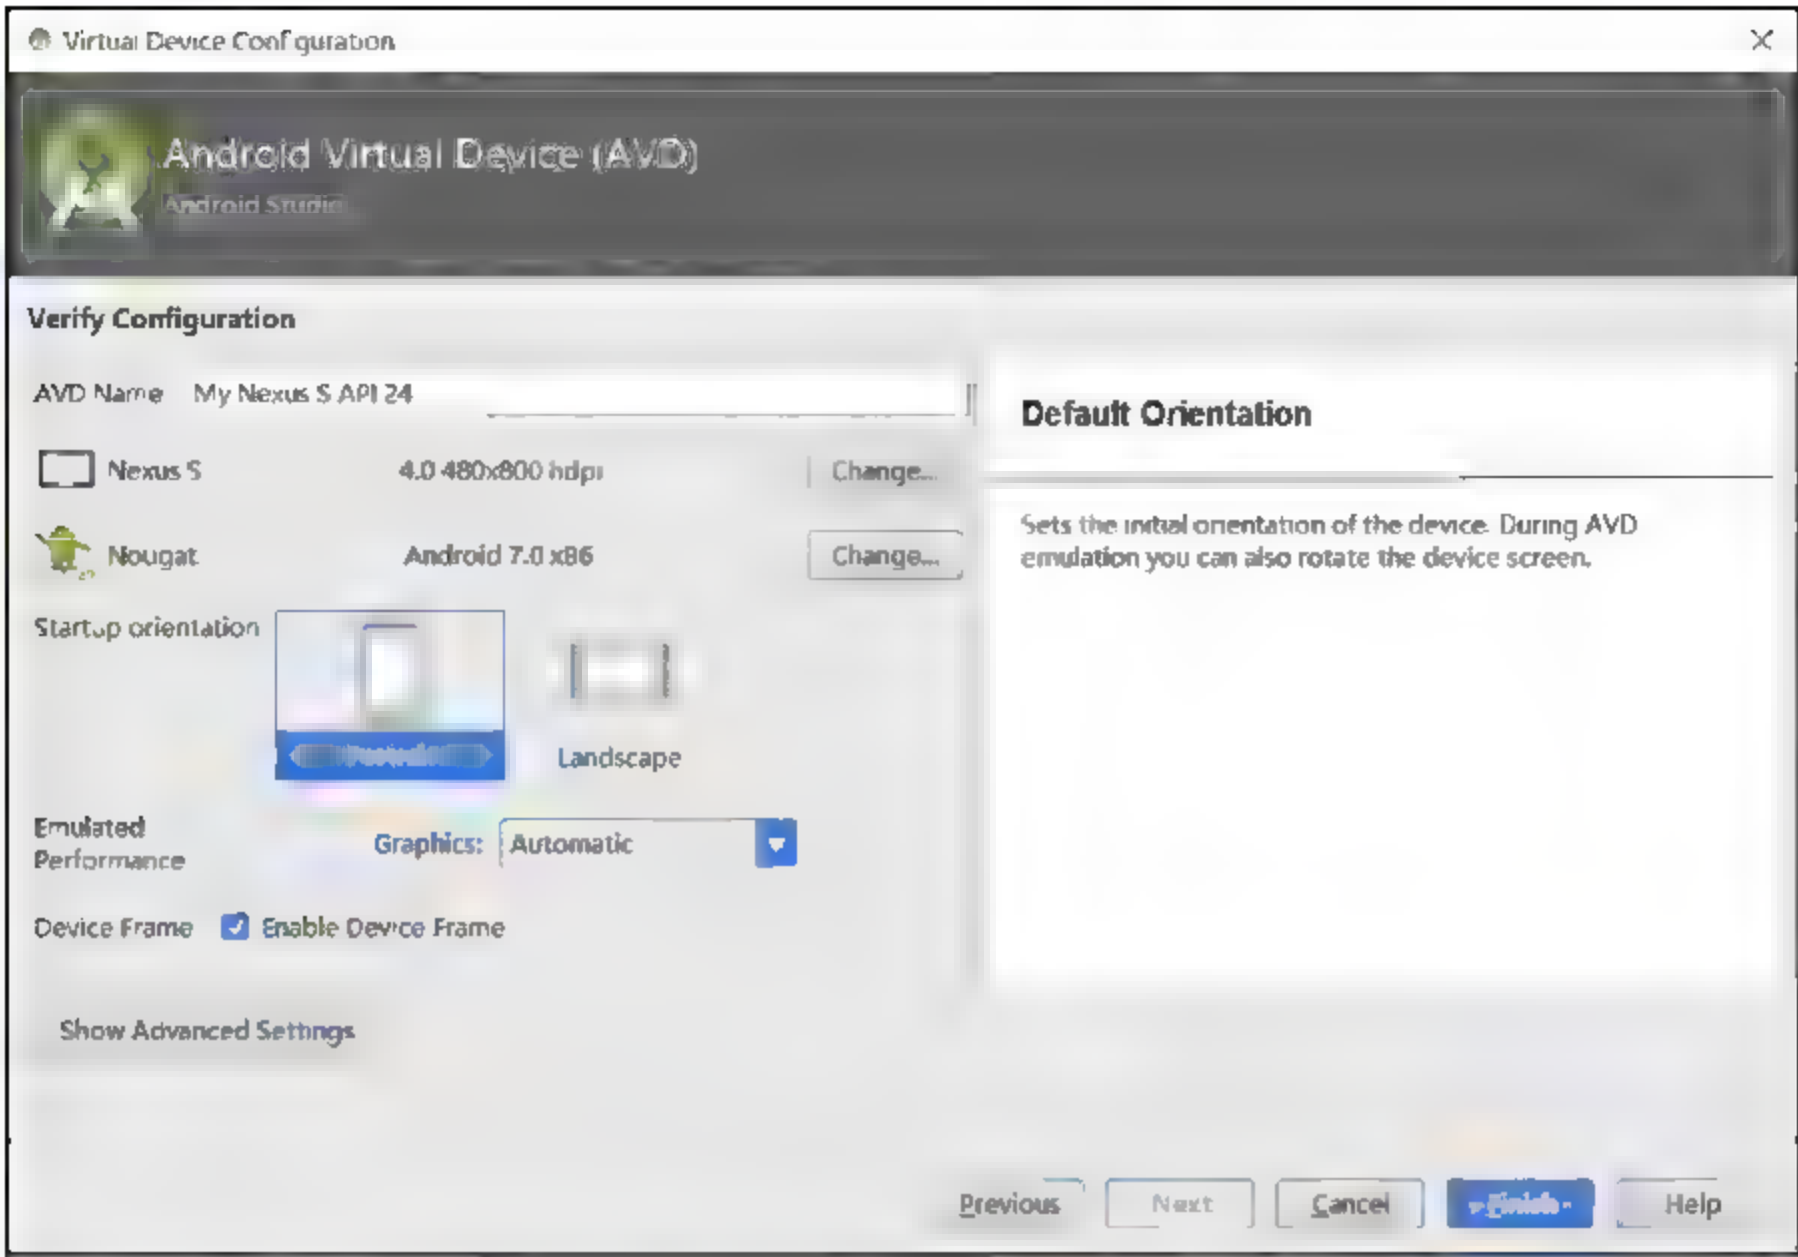 Virtual Device Configuration
Android Virtual Device (AVD)
Android Studio
Verify Configuration
AVD Name My Nexus S API 24
Nexus S 4.0 480x800 hdpi Change...
Nougat Android 7.0 x86 Change...
Startup orientation
Landscape
Emulated
Performance
Graphics: Automatic
Device Frame Enable Device Frame
Show Advanced Settings
Default Orientation
Sets the initial orientation of the device. During AVD
emulation you can also rotate the device screen.
Previous Next Cancel Finish Help